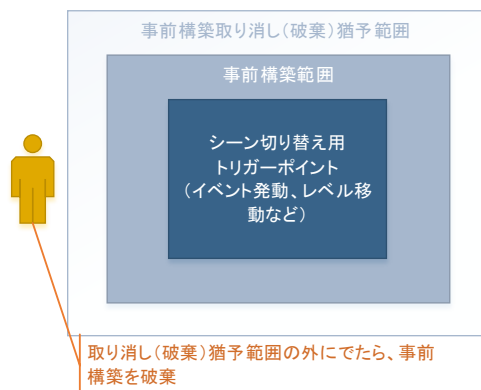 事前構築取り消し（破棄）猶予範囲
事前構築範囲
シーン切り替え用
トリガーポイント
（イベント発動、レベル移
動など）
取り消し（破棄）猶予範囲の外にでたら、事前
構築を破棄